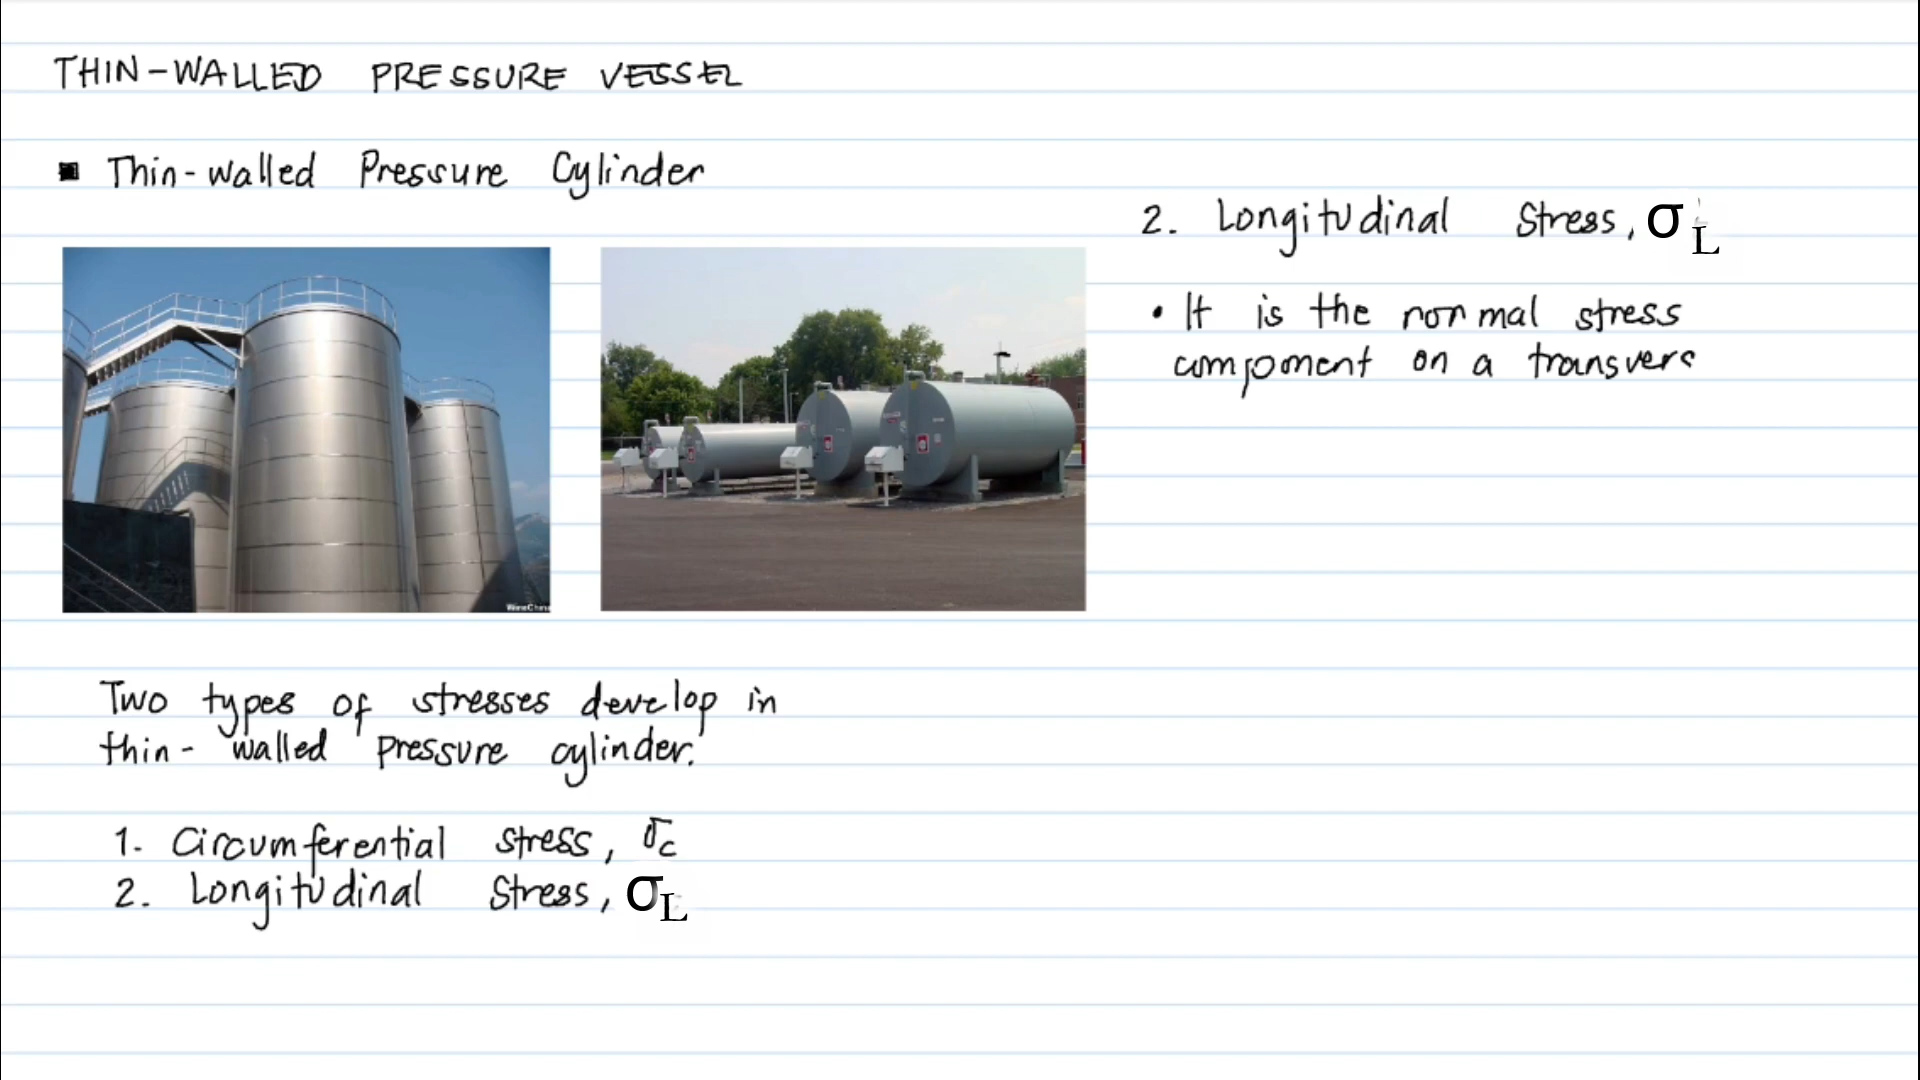 THIN-WALLED PRESSURE VESSEL
Thin-walled Pressure Cylinder
WineChina
Two types of stresses develop in
thin-walled pressure cylinder.
1. Circumferential stress, σc
2. Longitudinal Stress, σL
2. Longitudinal Stress, σL
• It is the normal stress
component on a transvers